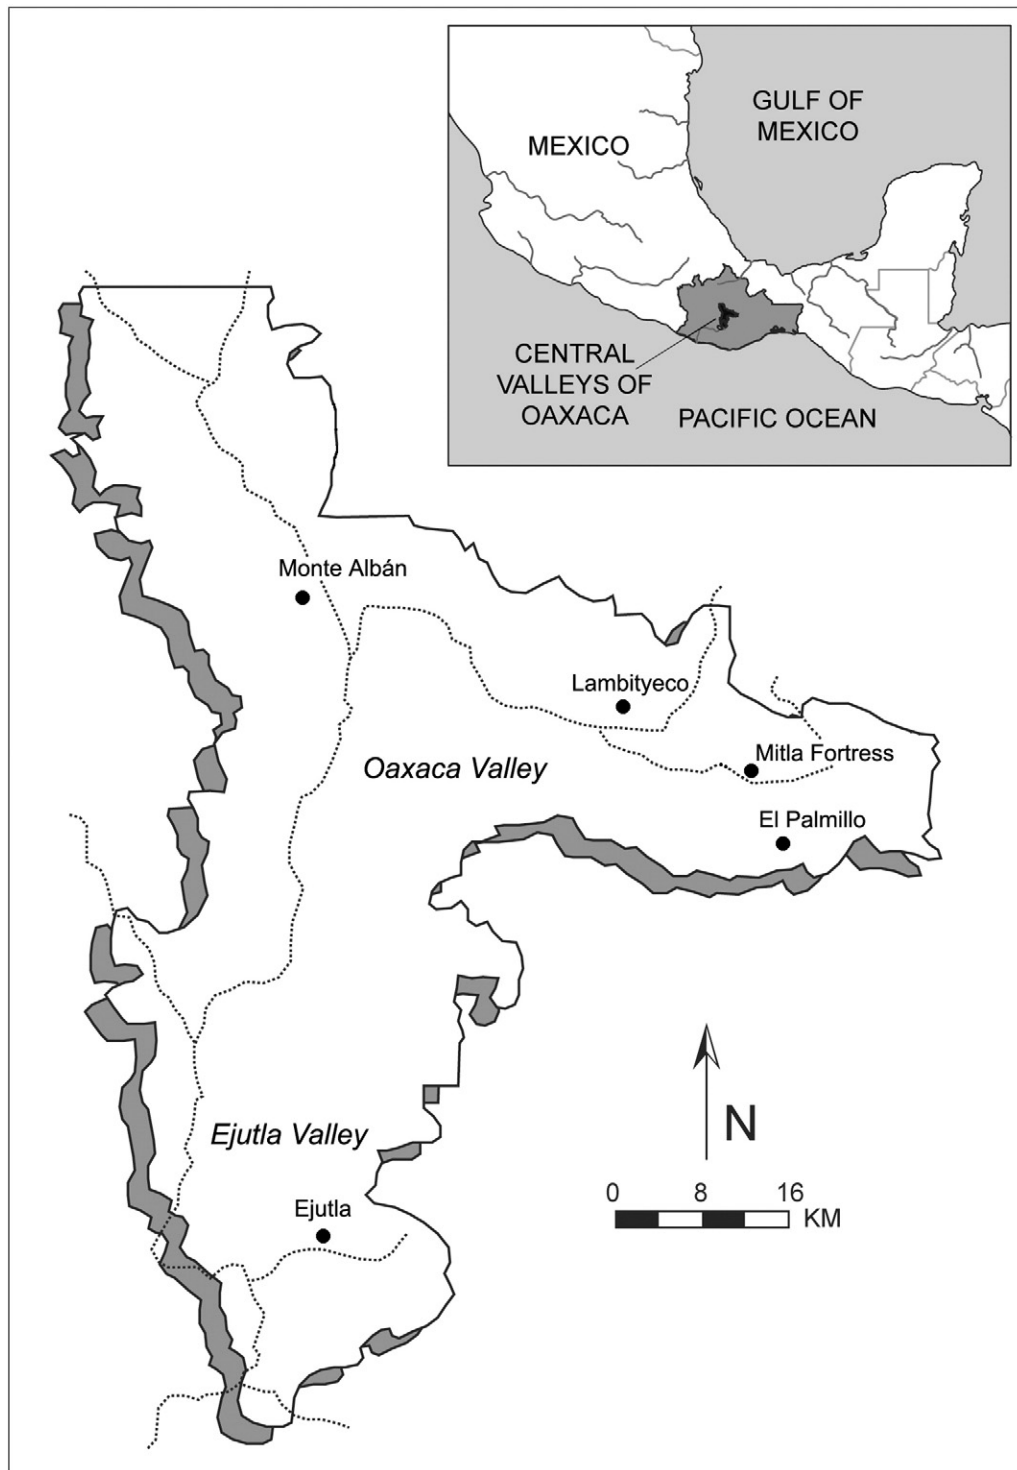 GULF OF
MEXICO
MEXICO
CENTRAL
VALLEYS OF
OAXACA
PACIFIC OCEAN
Monte Albán
Lambityeco
Mitla Fortress
Oaxaca Valley
El Palmillo
Ejutla Valley
N
Ejutla
0 8 16
KM